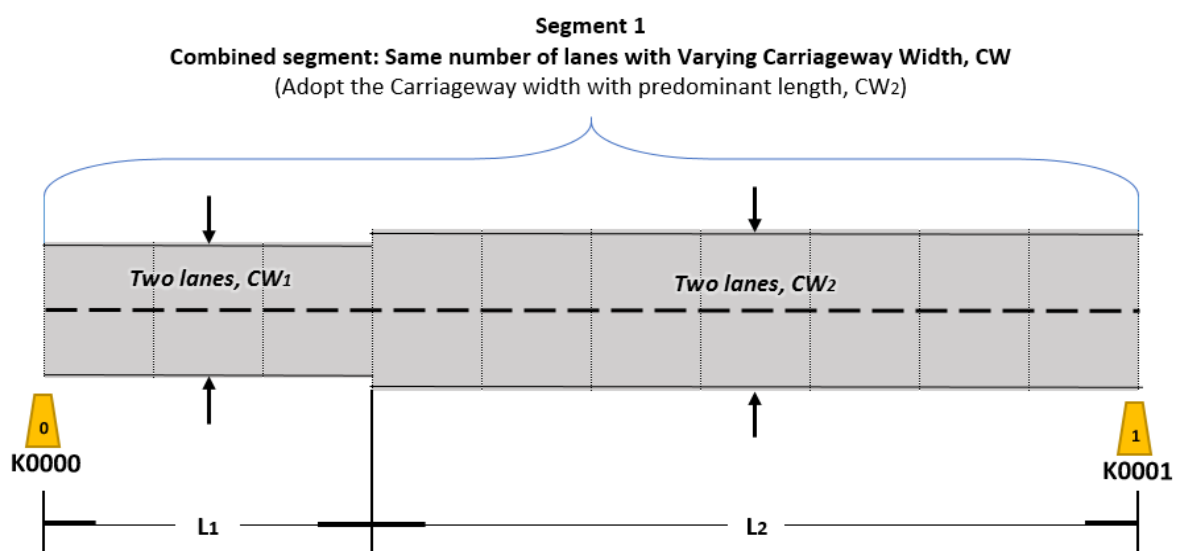 Segment 1
Combined segment: Same number of lanes with Varying Carriageway Width, CW
(Adopt the Carriageway width with predominant length, CW2)
Two lanes, CW1
Two lanes, CW2
0
K0000
1
K0001
L1
L2